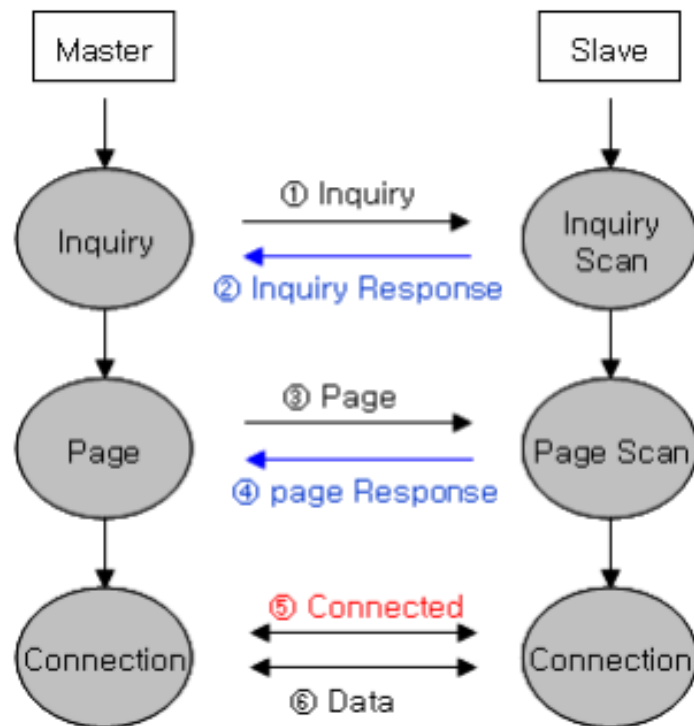 Master
Slave
① Inquiry
Inquiry
Inquiry
Scan
② Inquiry Response
③ Page
Page
Page Scan
④ page Response
⑤ Connected
Connection
Connection
⑥ Data